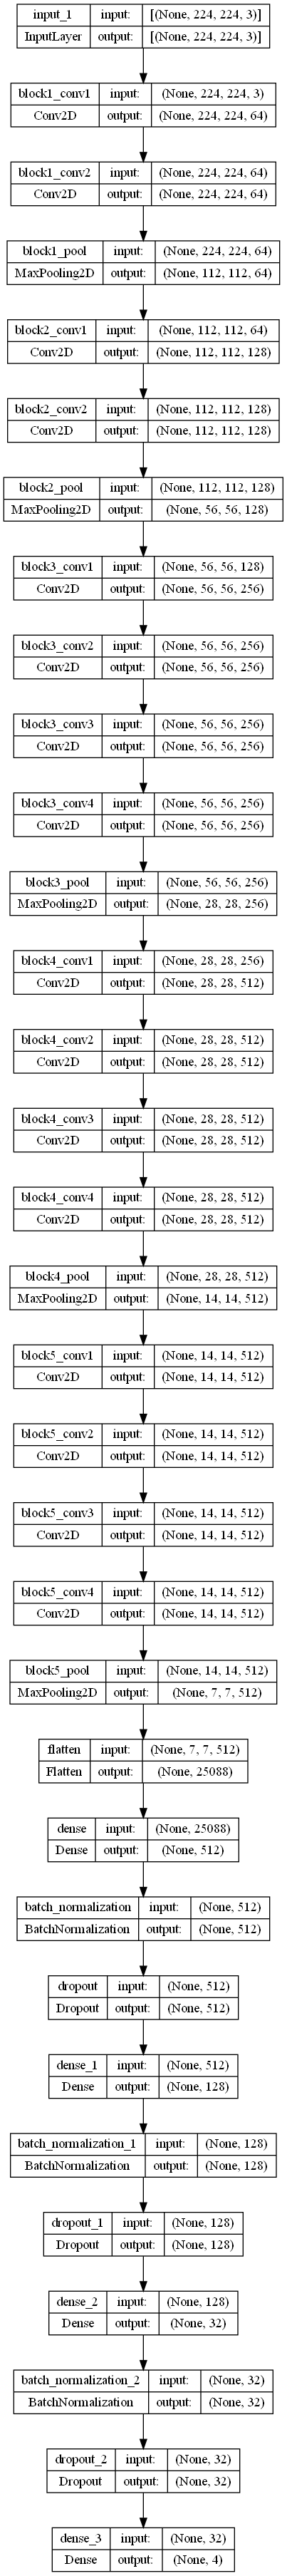 input_1 input: [(None, 224, 224, 3)]
InputLayer output: [(None, 224, 224, 3)]
block1_conv1 input: (None, 224, 224, 3)
Conv2D output: (None, 224, 224, 64)
block1_conv2 input: (None, 224, 224, 64)
Conv2D output: (None, 224, 224, 64)
block1_pool input: (None, 224, 224, 64)
MaxPooling2D output: (None, 112, 112, 64)
block2_conv1 input: (None, 112, 112, 64)
Conv2D output: (None, 112, 112, 128)
block2_conv2 input: (None, 112, 112, 128)
Conv2D output: (None, 112, 112, 128)
block2_pool input: (None, 112, 112, 128)
MaxPooling2D output: (None, 56, 56, 128)
block3_conv1 input: (None, 56, 56, 128)
Conv2D output: (None, 56, 56, 256)
block3_conv2 input: (None, 56, 56, 256)
Conv2D output: (None, 56, 56, 256)
block3_conv3 input: (None, 56, 56, 256)
Conv2D output: (None, 56, 56, 256)
block3_conv4 input: (None, 56, 56, 256)
Conv2D output: (None, 56, 56, 256)
block3_pool input: (None, 56, 56, 256)
MaxPooling2D output: (None, 28, 28, 256)
block4_conv1 input: (None, 28, 28, 256)
Conv2D output: (None, 28, 28, 512)
block4_conv2 input: (None, 28, 28, 512)
Conv2D output: (None, 28, 28, 512)
block4_conv3 input: (None, 28, 28, 512)
Conv2D output: (None, 28, 28, 512)
block4_conv4 input: (None, 28, 28, 512)
Conv2D output: (None, 28, 28, 512)
block4_pool input: (None, 28, 28, 512)
MaxPooling2D output: (None, 14, 14, 512)
block5_conv1 input: (None, 14, 14, 512)
Conv2D output: (None, 14, 14, 512)
block5_conv2 input: (None, 14, 14, 512)
Conv2D output: (None, 14, 14, 512)
block5_conv3 input: (None, 14, 14, 512)
Conv2D output: (None, 14, 14, 512)
block5_conv4 input: (None, 14, 14, 512)
Conv2D output: (None, 14, 14, 512)
block5_pool input: (None, 14, 14, 512)
MaxPooling2D output: (None, 7, 7, 512)
flatten input: (None, 7, 7, 512)
Flatten output: (None, 25088)
dense input: (None, 25088)
Dense output: (None, 512)
batch_normalization input: (None, 512)
BatchNormalization output: (None, 512)
dropout input: (None, 512)
Dropout output: (None, 512)
dense_1 input: (None, 512)
Dense output: (None, 128)
batch_normalization_1 input: (None, 128)
BatchNormalization output: (None, 128)
dropout_1 input: (None, 128)
Dropout output: (None, 128)
dense_2 input: (None, 128)
Dense output: (None, 32)
batch_normalization_2 input: (None, 32)
BatchNormalization output: (None, 32)
dropout_2 input: (None, 32)
Dropout output: (None, 32)
dense_3 input: (None, 32)
Dense output: (None, 4)